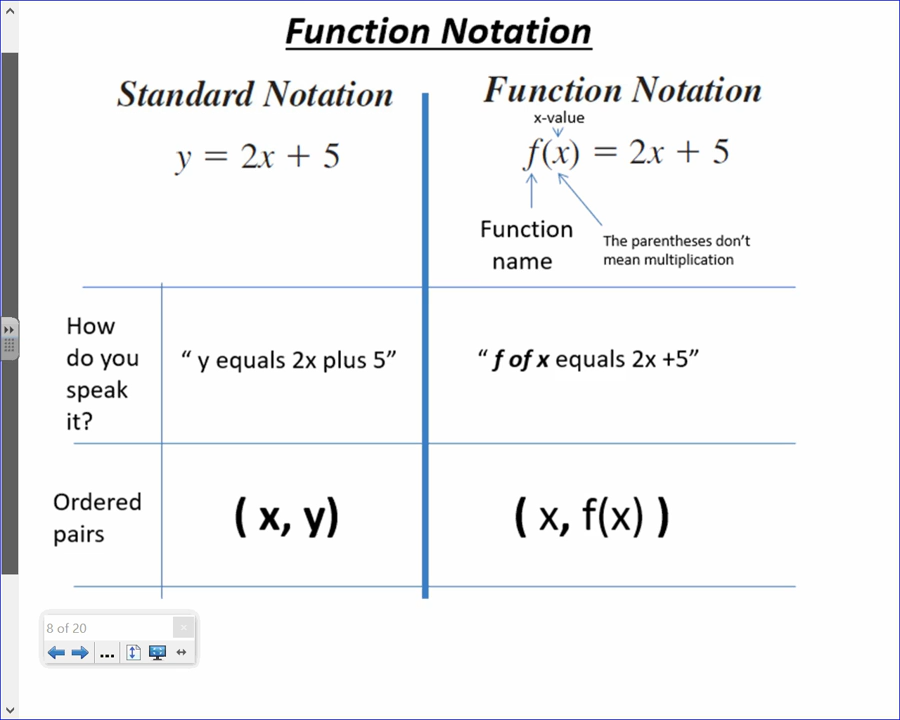 Function Notation
Standard Notation
Function Notation
x-value
y = 2x + 5
f(x) = 2x + 5
Function
name
The parentheses don’t
mean multiplication
How
do you
speak
it?
“ y equals 2x plus 5”
“ f of x equals 2x +5”
Ordered
pairs
( x, y)
( x, f(x) )
8 of 20
...